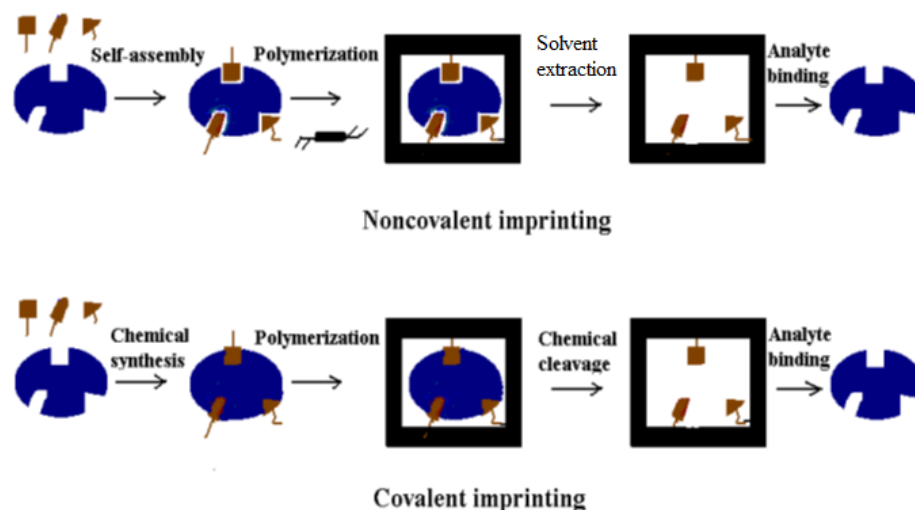 Self-assembly
Polymerization
Solvent
extraction
Analyte
binding
Noncovalent imprinting
Chemical
synthesis
Polymerization
Chemical
cleavage
Analyte
binding
Covalent imprinting